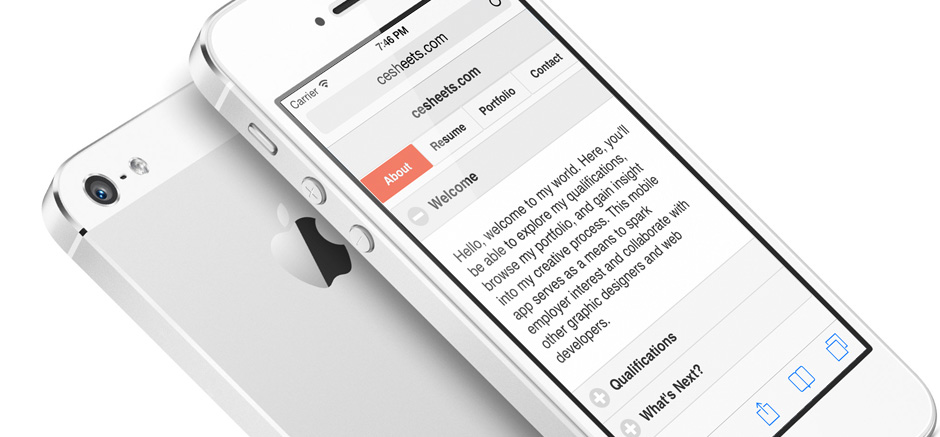 Carrier 7:46 PM
cesheets.com
cesheets.com
About Resume Portfolio Contact
Welcome
Hello, welcome to my world. Here, you'll
be able to explore my qualifications,
browse my portfolio, and gain insight
into my creative process. This mobile
app serves as a means to spark
employer interest and collaborate with
other graphic designers and web
developers.
Qualifications
What's Next?